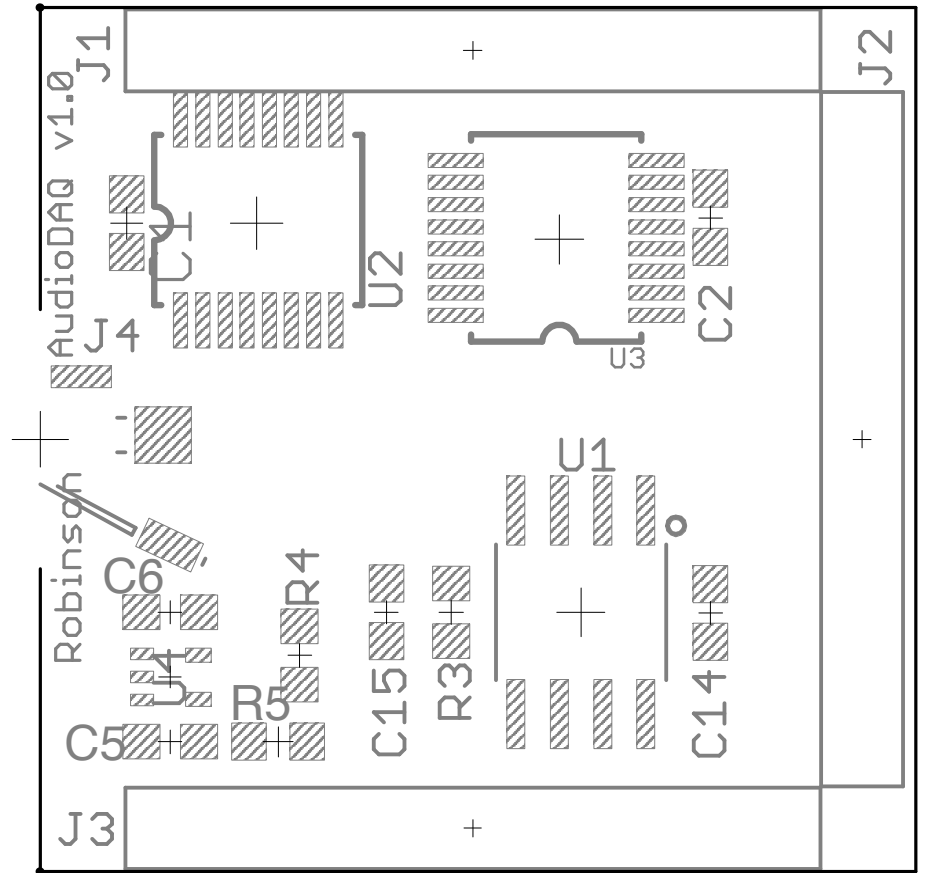 J1
J2
AudioDAQ v1.0
C1
U2
C2
U3
J4
U1
Robinson
C6
R4
U4
C15
R3
C14
R5
C5
J3